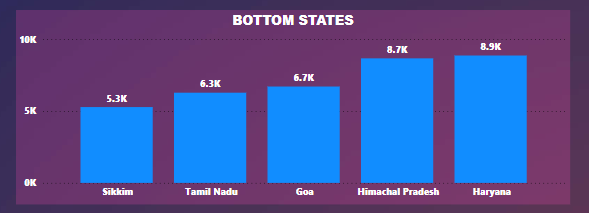 BOTTOM STATES
10K
5K
0K
5.3K
6.3K
6.7K
8.7K
8.9K
Sikkim
Tamil Nadu
Goa
Himachal Pradesh
Haryana